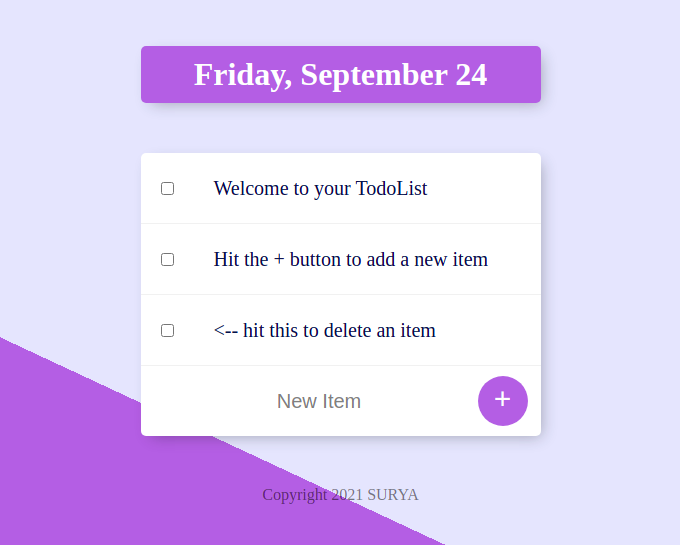 Friday, September 24
Welcome to your TodoList
Hit the + button to add a new item
<-- hit this to delete an item
New Item +
Copyright 2021 SURYA